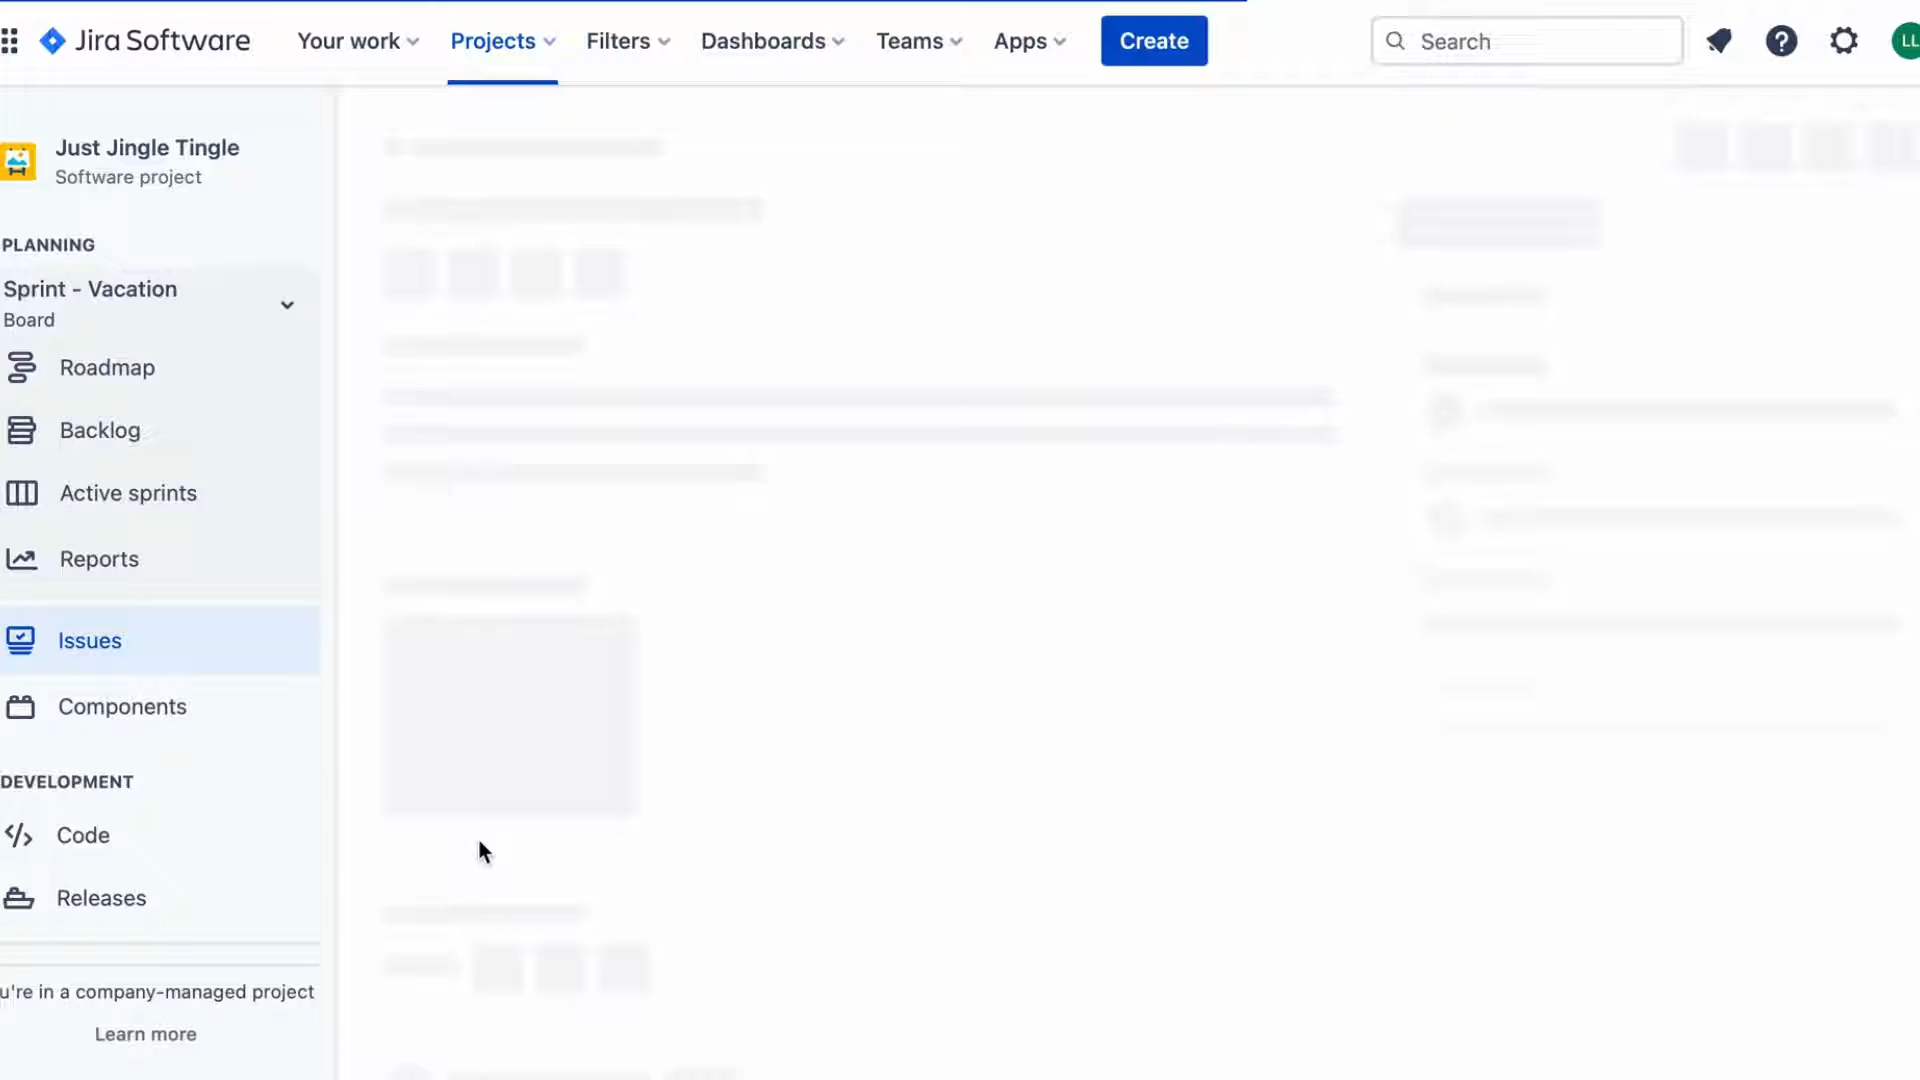 Jira Software
Your work
Projects
Filters
Dashboards
Teams
Apps
Create
Search
LL
Just Jingle Tingle
Software project
PLANNING
Sprint - Vacation
Board
Roadmap
Backlog
Active sprints
Reports
Issues
Components
DEVELOPMENT
Code
Releases
u're in a company-managed project
Learn more